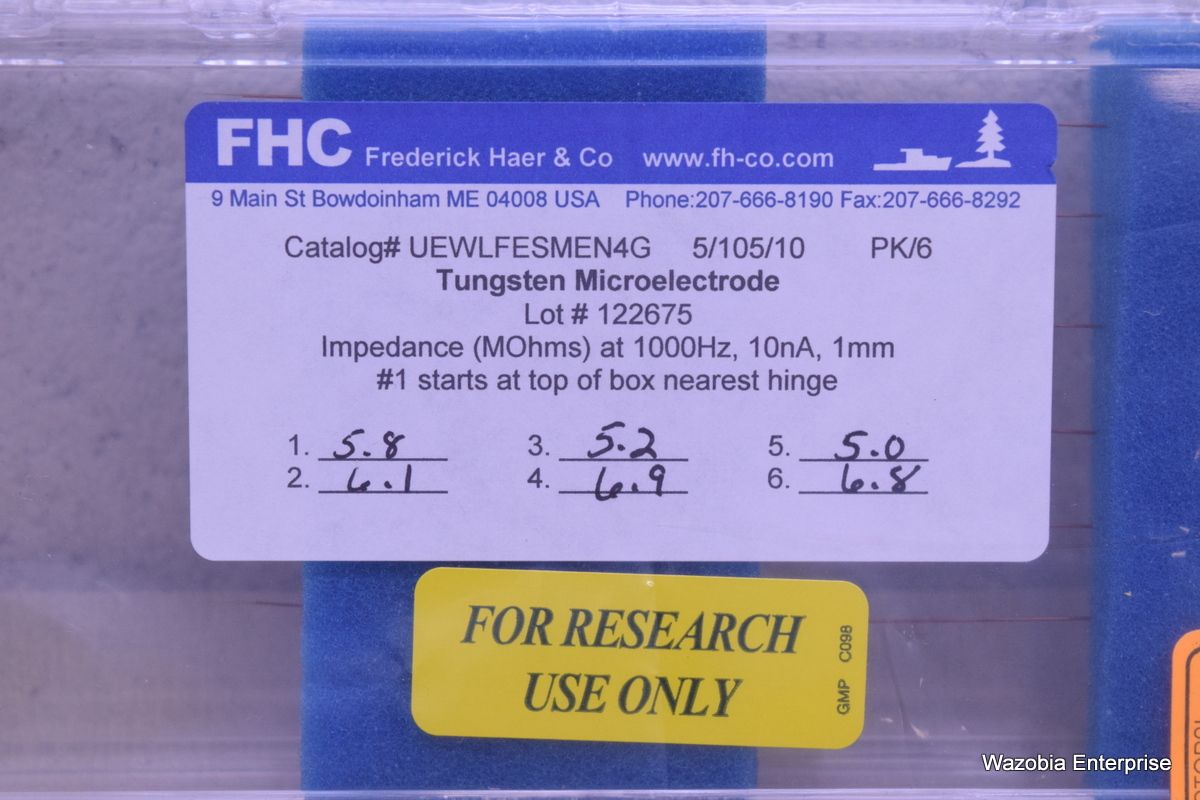 FHC Frederick Haer & Co www.fh-co.com
9 Main St Bowdoinham ME 04008 USA Phone:207-666-8190 Fax:207-666-8292
Catalog# UEWLFESMEN4G 5/105/10 PK/6
Tungsten Microelectrode
Lot # 122675
Impedance (MOhms) at 1000Hz, 10nA, 1mm
#1 starts at top of box nearest hinge
1. 5.8 3. 5.2 5. 5.0
2. 6.1 4. 6.9 6. 6.8
FOR RESEARCH
USE ONLY
GMP C098
Wazobia Enterprise